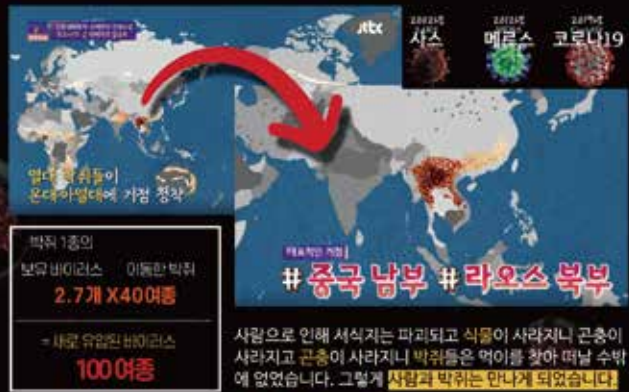 jtbc
2002년 2012년 2019년
사스 메르스 코로나19
열대 박쥐들이
온대·아열대에 거점 정착
대표적인 거점
# 중국 남부 # 라오스 북부
박쥐 1종의
보유 바이러스 이동한 박쥐
2.7개 X40여종
= 새로 유입된 바이러스
100여종
사람으로 인해 서식지는 파괴되고 식물이 사라지니 곤충이
사라지고 곤충이 사라지니 박쥐들은 먹이를 찾아 떠날 수밖
에 없었습니다. 그렇게 사람과 박쥐는 만나게 되었습니다.